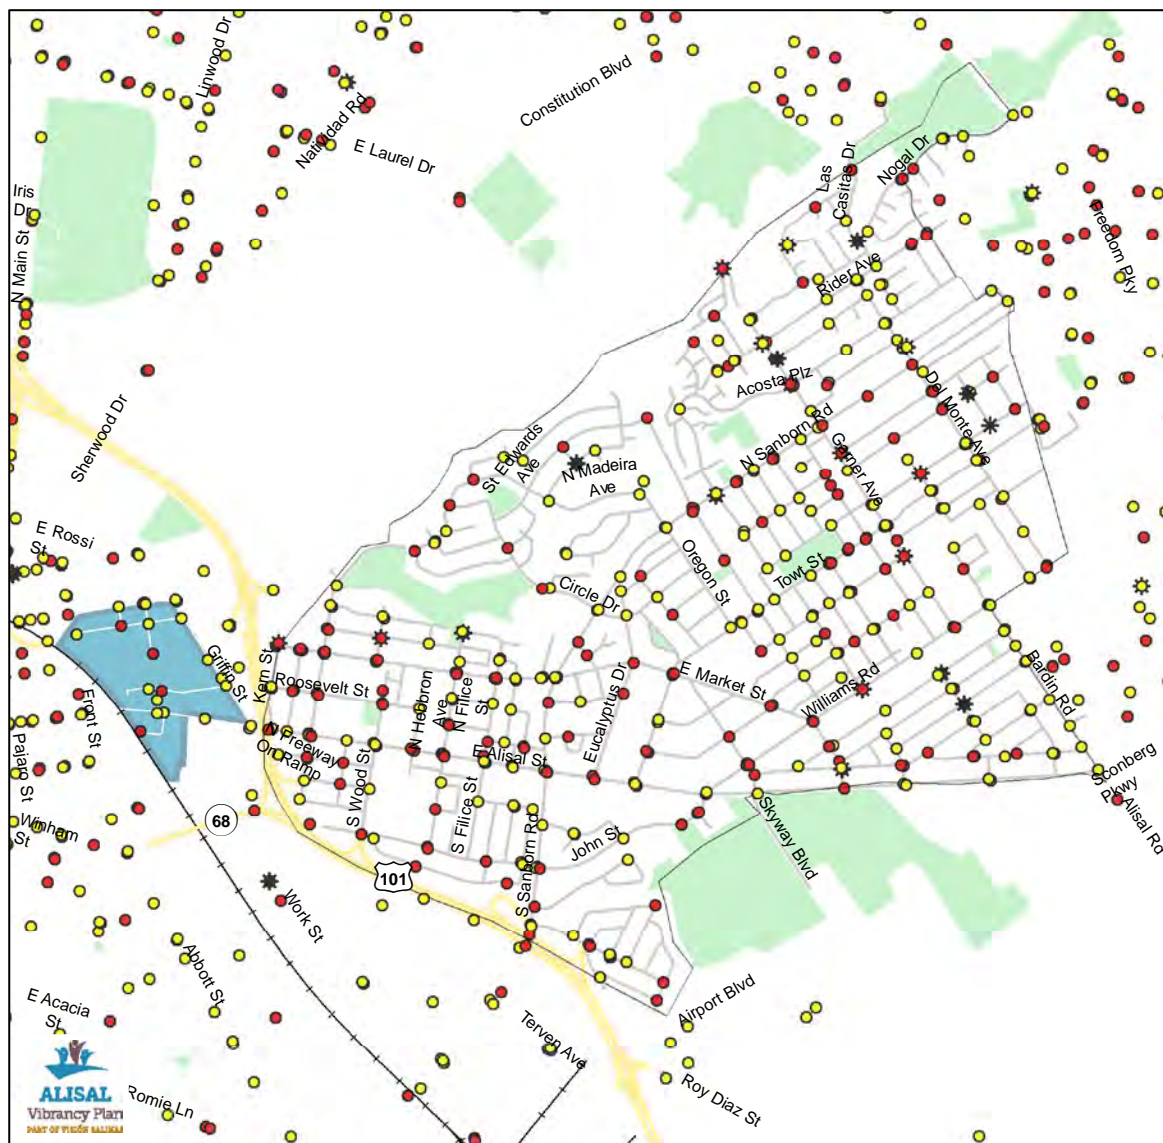 Linwood Dr
Constitution Blvd
Natividad Rd
E Laurel Dr
Las
Casitas Dr
Nogal Dr
Iris
Dr
N Main St
Freedom Pky
Rider Ave
Sherwood Dr
Acosta Plz
Del Monte Ave
N Sanborn Rd
Garner Ave
St Edwards
Ave
N Madeira
Ave
E Rossi
St
Oregon St
Towt St
Circle Dr
Griffin St
Kern St
Roosevelt St
E Market St
Williams Rd
Bardin Rd
Front St
N Hebbron
Ave
N Filice
St
Eucalyptus Dr
N Freeway
On Ramp
E Alisal St
Pajaro St
S Wood St
S Filice St
Sconberg
Pkwy
S Alisal Rd
Skyway Blvd
Winham
St
68
John St
S Sanborn Rd
101
Work St
Abbott St
E Acacia
St
Airport Blvd
Terven Ave
Roy Diaz St
ALISAL
Vibrancy Plan
PART OF VISIÓN SALINAS
Romie Ln